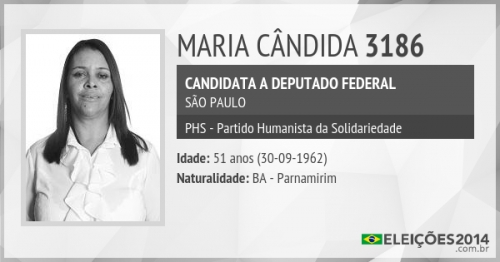 MARIA CÂNDIDA 3186
CANDIDATA A DEPUTADO FEDERAL
SÃO PAULO
PHS - Partido Humanista da Solidariedade
Idade: 51 anos (30-09-1962)
Naturalidade: BA - Parnamirim
ELEIÇÕES2014
.com.br